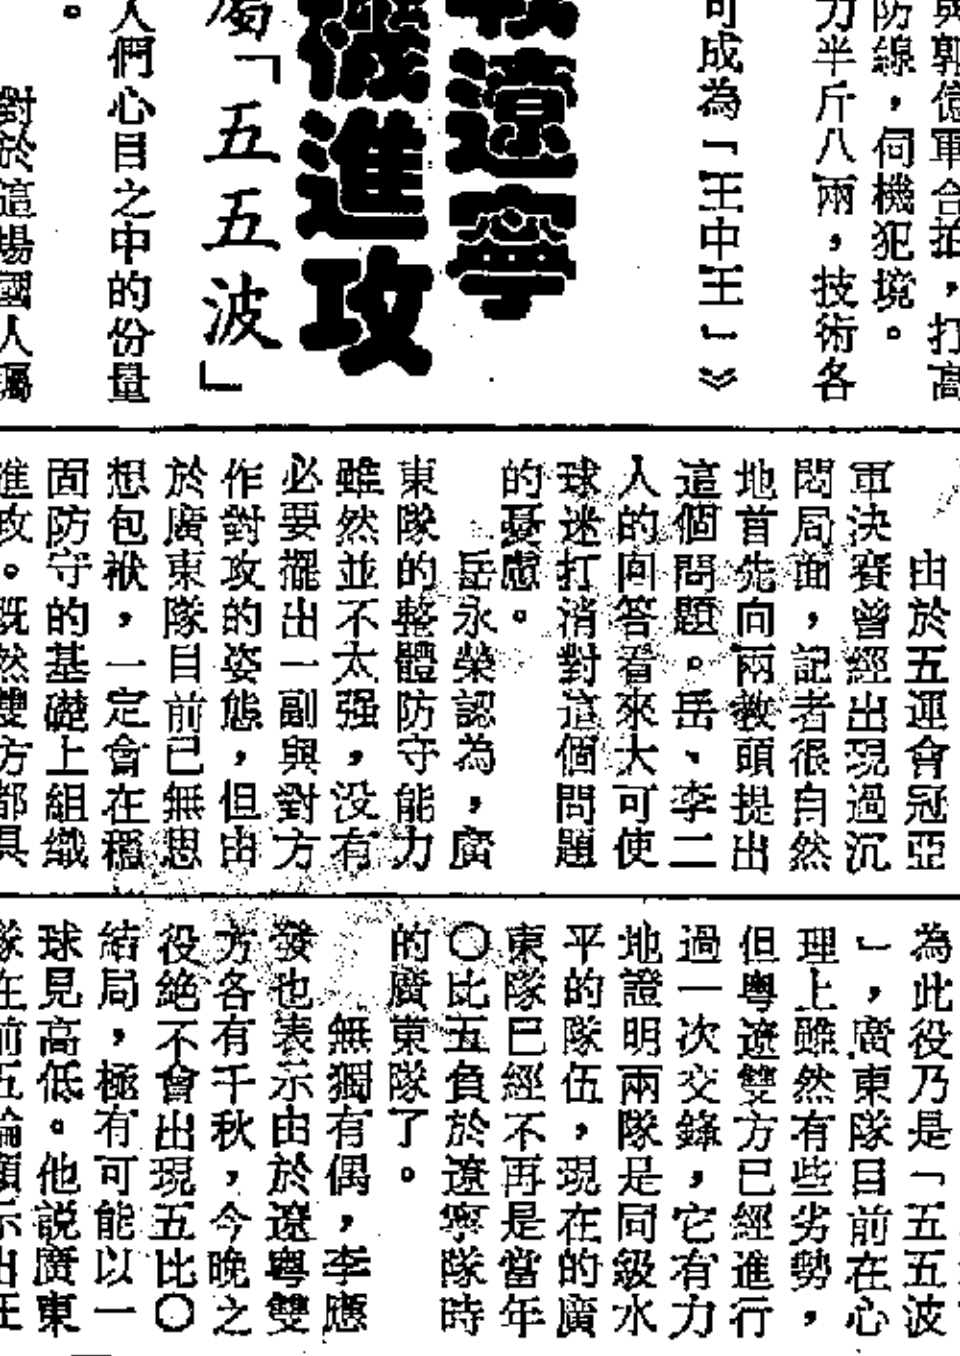 與郭億軍合拍，打高
防線，伺機犯境。
力半斤八兩，技術各
可成為「王中王」》
遼寧
機進攻
屬「五五波」
人們心目之中的份量
。
對於這場國人矚
由於五運會冠亞
軍決賽曾經出現過沉
悶局面，記者很自然
地首先向兩教頭提出
這個問題。岳、李二
人的回答看來大可使
球迷打消對這個問題
的憂慮。
岳永榮認為，廣
東隊的整體防守能力
雖然並不太强，没有
必要擺出一副與對方
作對攻的姿態，但由
於廣東隊目前已無思
想包袱，一定會在穩
面防守的基礎上組織
進攻。既然雙方都具
為此役乃是「五五波
」，廣東隊目前在心
理上雖然有些劣勢，
但粵遼雙方已經進行
過一次交鋒，它有力
地證明兩隊是同級水
平的隊伍，現在的廣
東隊已經不再是當年
〇比五負於遼寧隊時
的廣東隊了。
無獨有偶，李應
發也表示由於遼粵雙
方各有千秋，今晚之
役絕不會出現五比〇
結局，極有可能以一
球見高低。他説廣東
隊在前五輪顯示出王